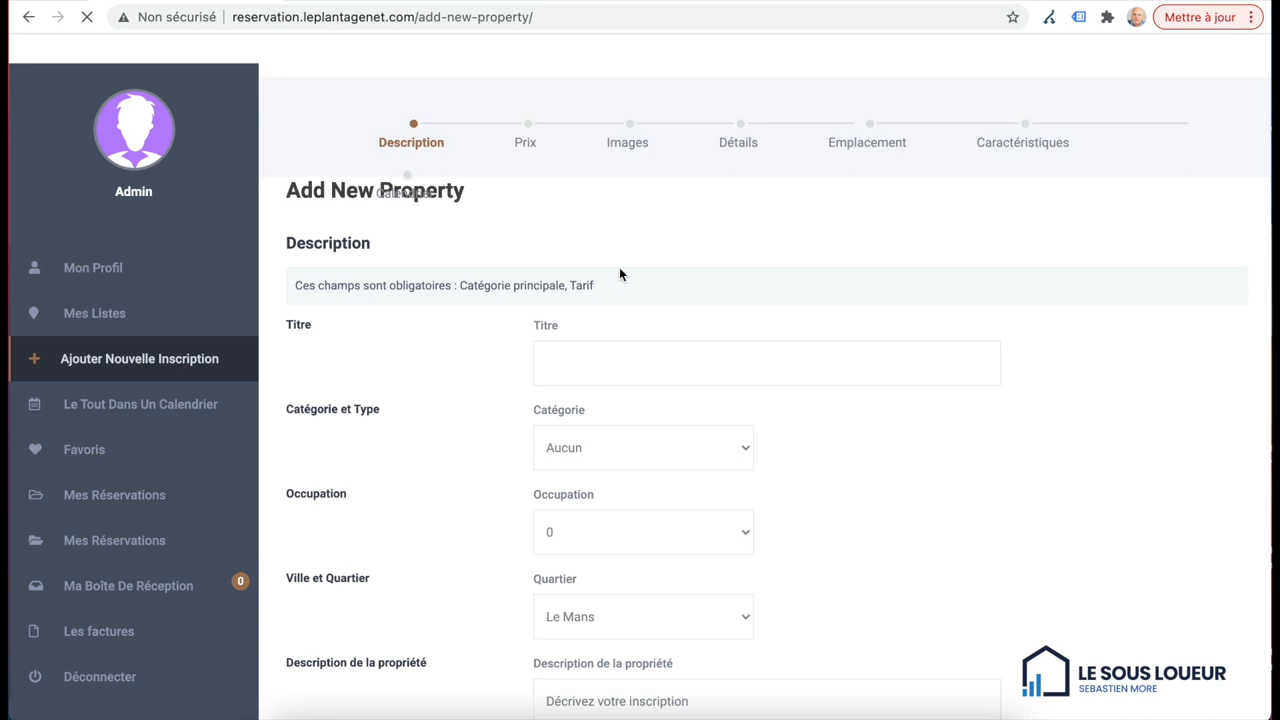 Non sécurisé
reservation.leplantagenet.com/add-new-property/
Mettre à jour
Admin
Mon Profil
Mes Listes
Ajouter Nouvelle Inscription
Le Tout Dans Un Calendrier
Favoris
Mes Réservations
Mes Réservations
Ma Boîte De Réception 0
Les factures
Déconnecter
Description Prix Images Détails Emplacement Caractéristiques
Add New Property
Description
Ces champs sont obligatoires : Catégorie principale, Tarif
Titre
Titre
Catégorie et Type
Catégorie
Aucun
Occupation
Occupation
0
Ville et Quartier
Quartier
Le Mans
Description de la propriété
Description de la propriété
Décrivez votre inscription
LE SOUS LOUEUR
SEBASTIEN MORE